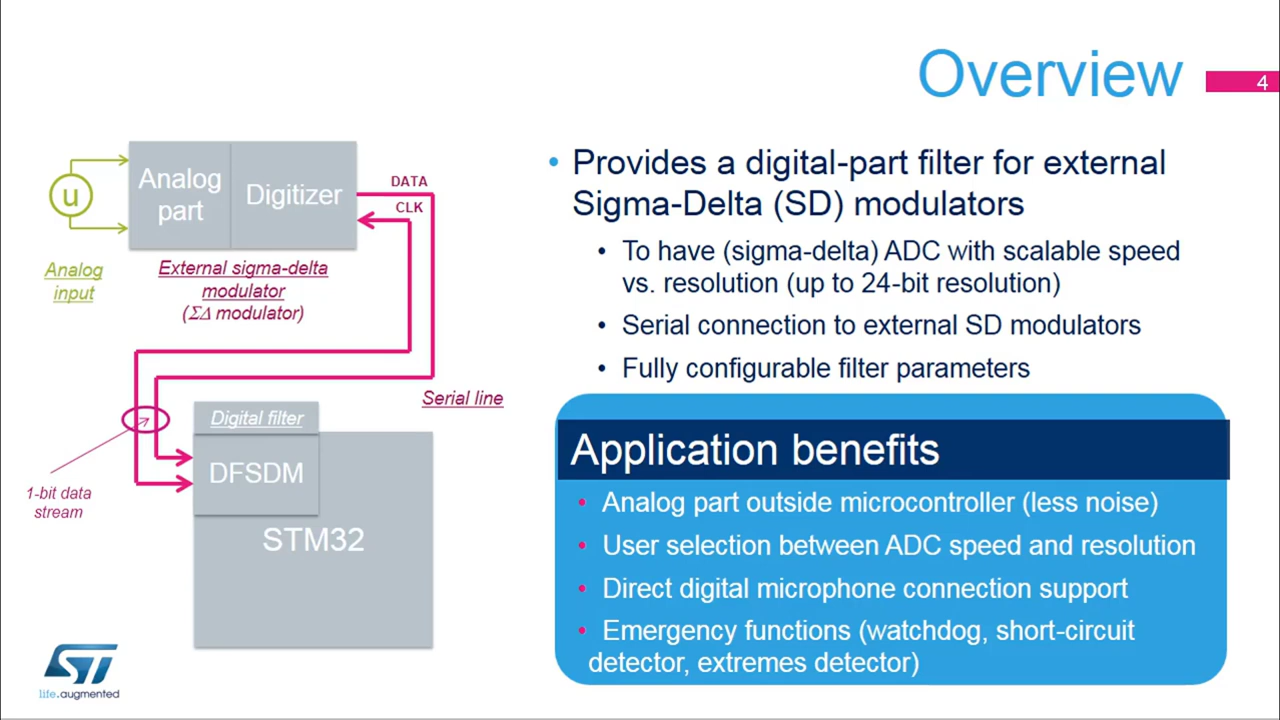 Overview
4
Analog
part
Digitizer
DATA
CLK
u
Analog
input
External sigma-delta
modulator
(ΣΔ modulator)
Serial line
Digital filter
DFSDM
STM32
1-bit data
stream
• Provides a digital-part filter for external
Sigma-Delta (SD) modulators
• To have (sigma-delta) ADC with scalable speed
vs. resolution (up to 24-bit resolution)
• Serial connection to external SD modulators
• Fully configurable filter parameters
Application benefits
• Analog part outside microcontroller (less noise)
• User selection between ADC speed and resolution
• Direct digital microphone connection support
• Emergency functions (watchdog, short-circuit
detector, extremes detector)
ST
life.augmented